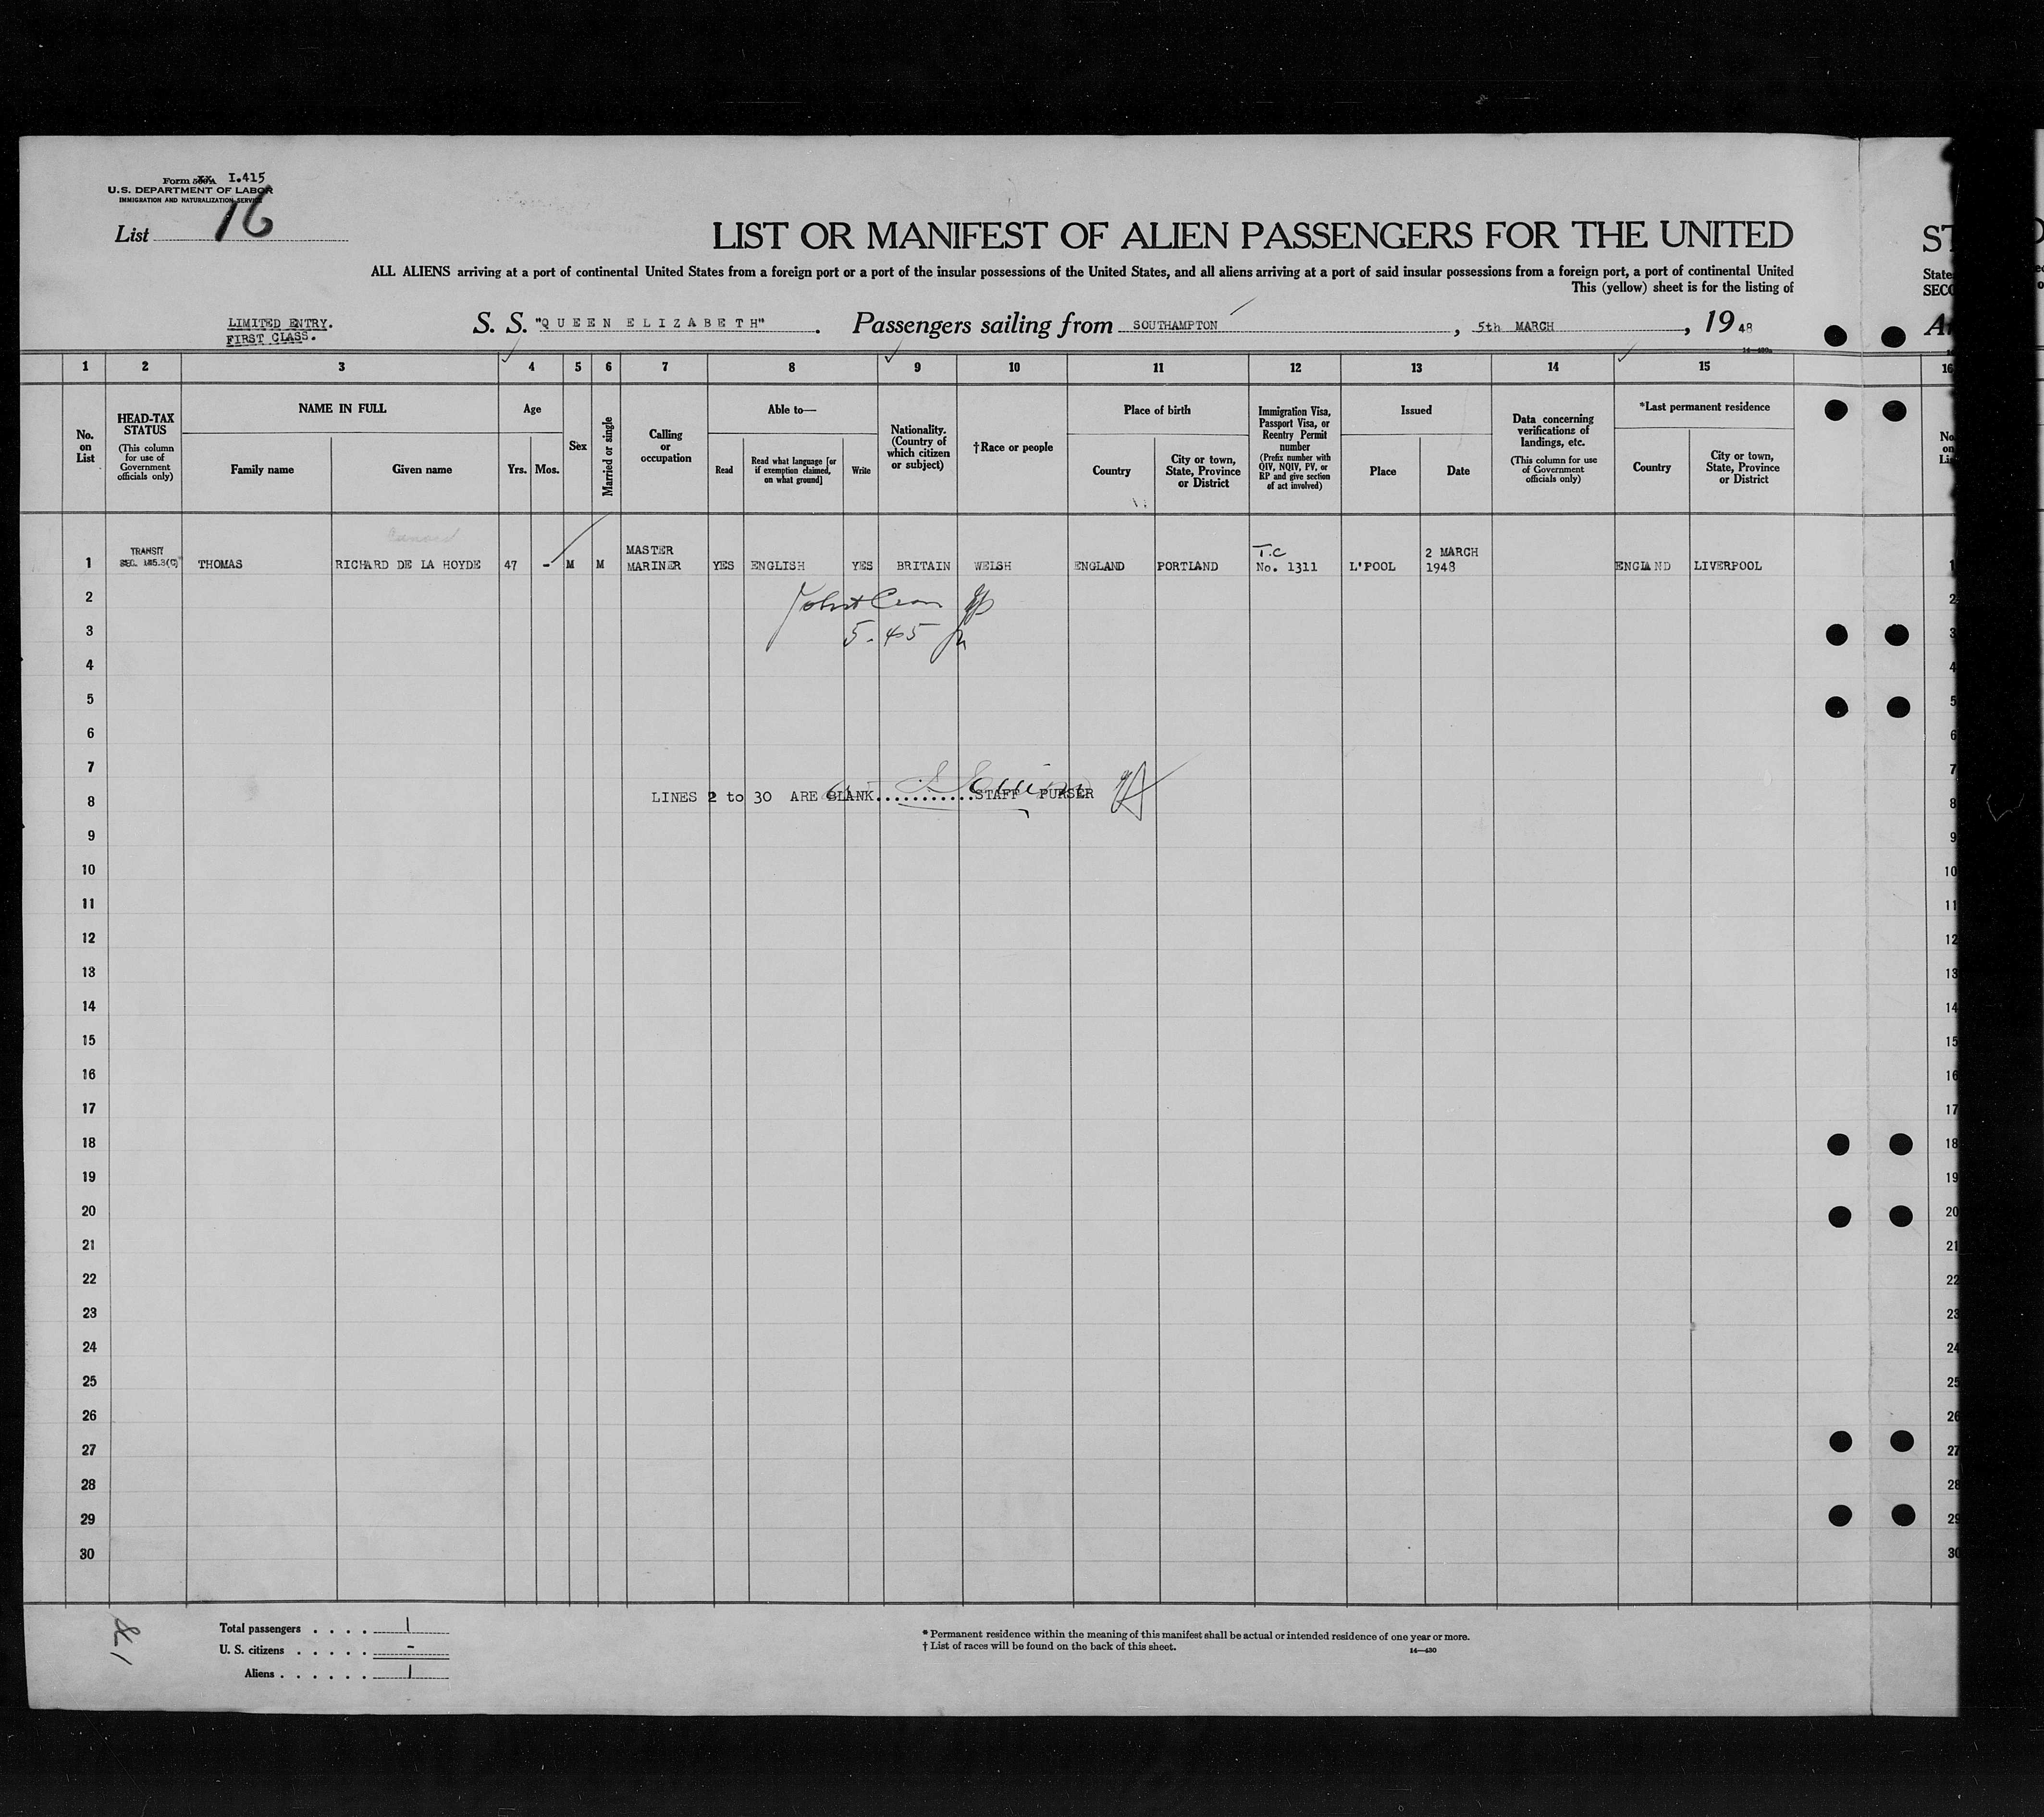 Form I.415
U.S. DEPARTMENT OF LABOR
IMMIGRATION AND NATURALIZATION SERVICE
List 16
LIST OR MANIFEST OF ALIEN PASSENGERS FOR THE UNITED
ALL ALIENS arriving at a port of continental United States from a foreign port or a port of the insular possessions of the United States, and all aliens arriving at a port of said insular possessions from a foreign port, a port of continental United
This (yellow) sheet is for the listing of
LIMITED ENTRY.
FIRST CLASS.
S. S. "QUEEN ELIZABETH". Passengers sailing from SOUTHAMPTON, 5th MARCH, 1948
14—430a
1 2 3 4 5 6 7 8 9 10 11 12 13 14 15 16
No. on List
HEAD-TAX STATUS
(This column for use of Government officials only)
NAME IN FULL
Family name
Given name
Age
Yrs.
Mos.
Sex
Married or single
Calling or occupation
Able to—
Read
Read what language [or if exemption claimed, on what ground]
Write
Nationality. (Country of which citizen or subject)
†Race or people
Place of birth
Country
City or town, State, Province or District
Immigration Visa, Passport Visa, or Reentry Permit number
(Prefix number with QIV, NQIV, PV, or RP and give section of act involved)
Issued
Place
Date
Data concerning verifications of landings, etc.
(This column for use of Government officials only)
*Last permanent residence
Country
City or town, State, Province or District
TRANSIT
1 THOMAS RICHARD DE LA HOYDE 47 - M M MASTER MARINER YES ENGLISH YES BRITAIN WELSH ENGLAND PORTLAND T.C No. 1311 L'POOL 2 MARCH 1948 ENGLAND LIVERPOOL
2
3 5.45
4
5
6
7
LINES 2 to 30 ARE BLANK............STAFF PURSER
8
9
10
11
12
13
14
15
16
17
18
19
20
21
22
23
24
25
26
27
28
29
30
Total passengers . . . . 1
U. S. citizens . . . . . -
Aliens . . . . . . 1
* Permanent residence within the meaning of this manifest shall be actual or intended residence of one year or more.
† List of races will be found on the back of this sheet.
14—430